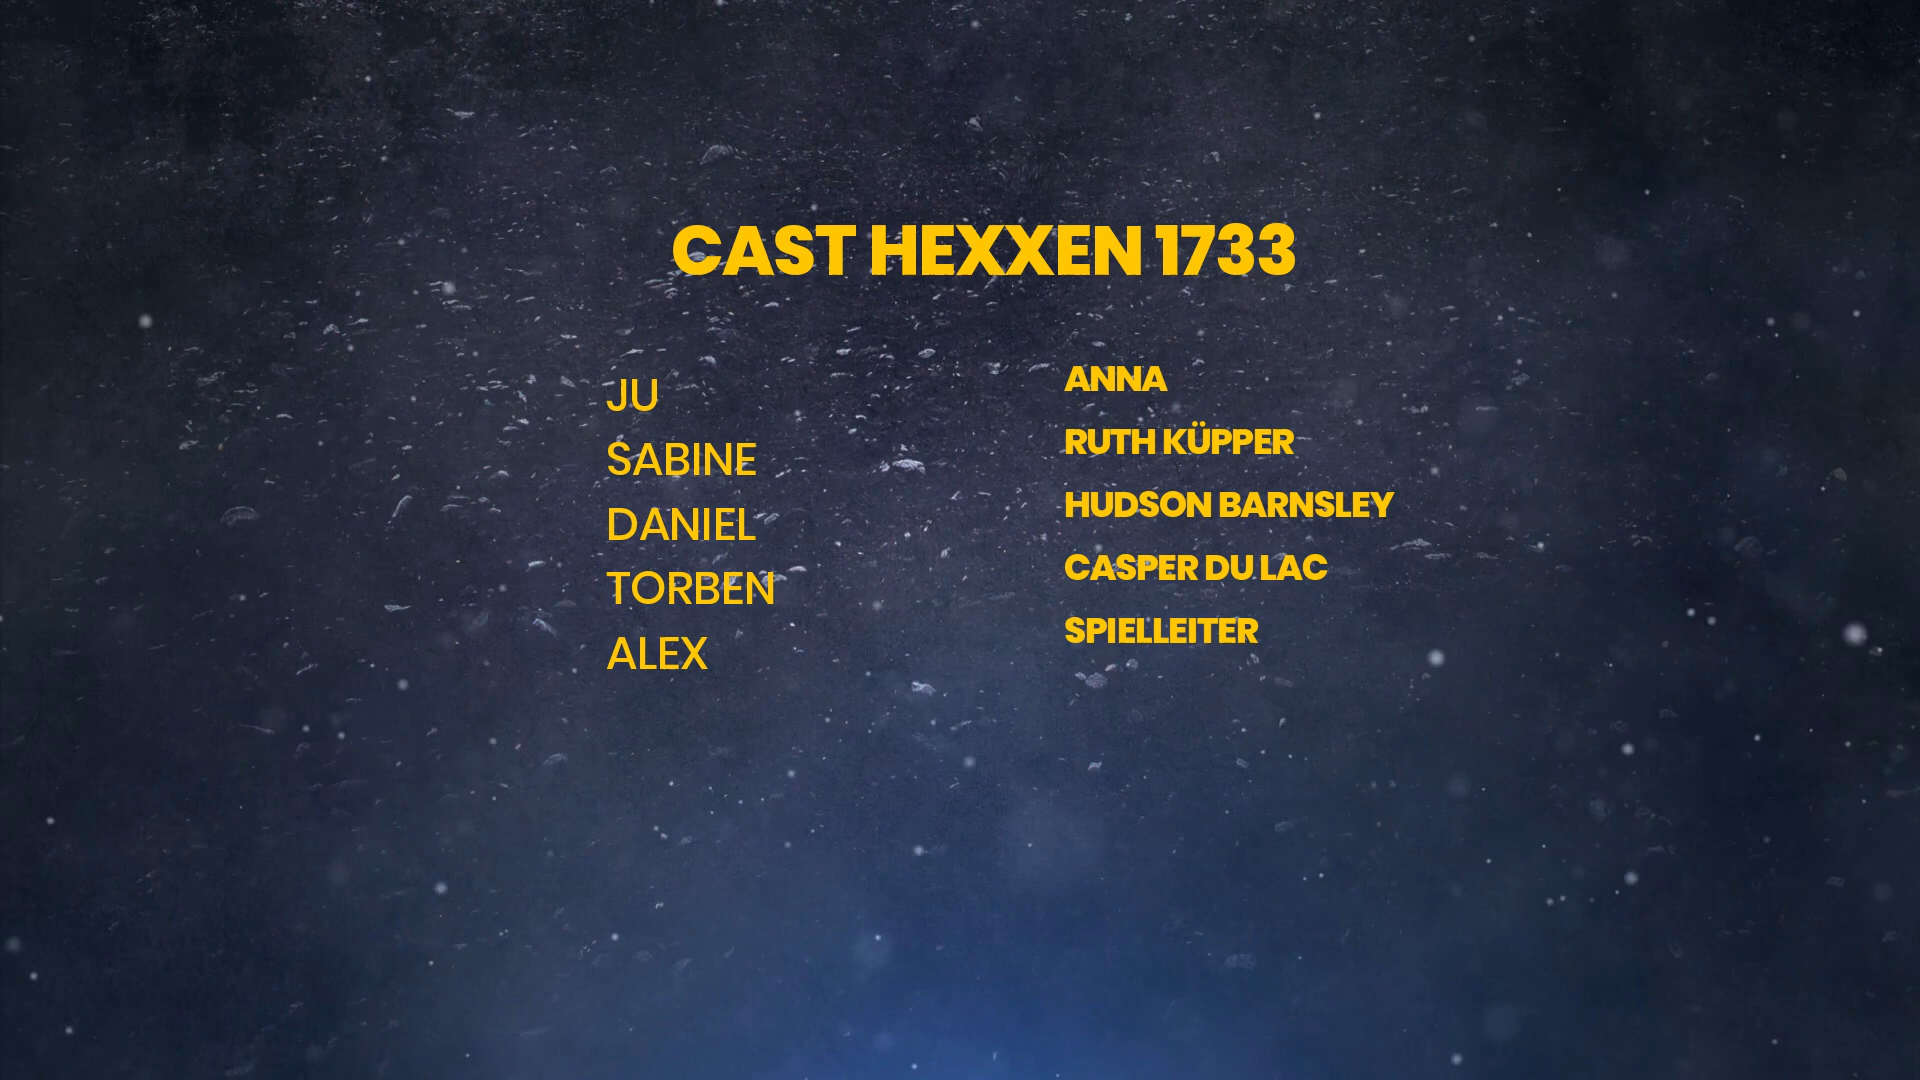 CAST HEXXEN 1733
JU
SABINE
DANIEL
TORBEN
ALEX
ANNA
RUTH KÜPPER
HUDSON BARNSLEY
CASPER DU LAC
SPIELLEITER